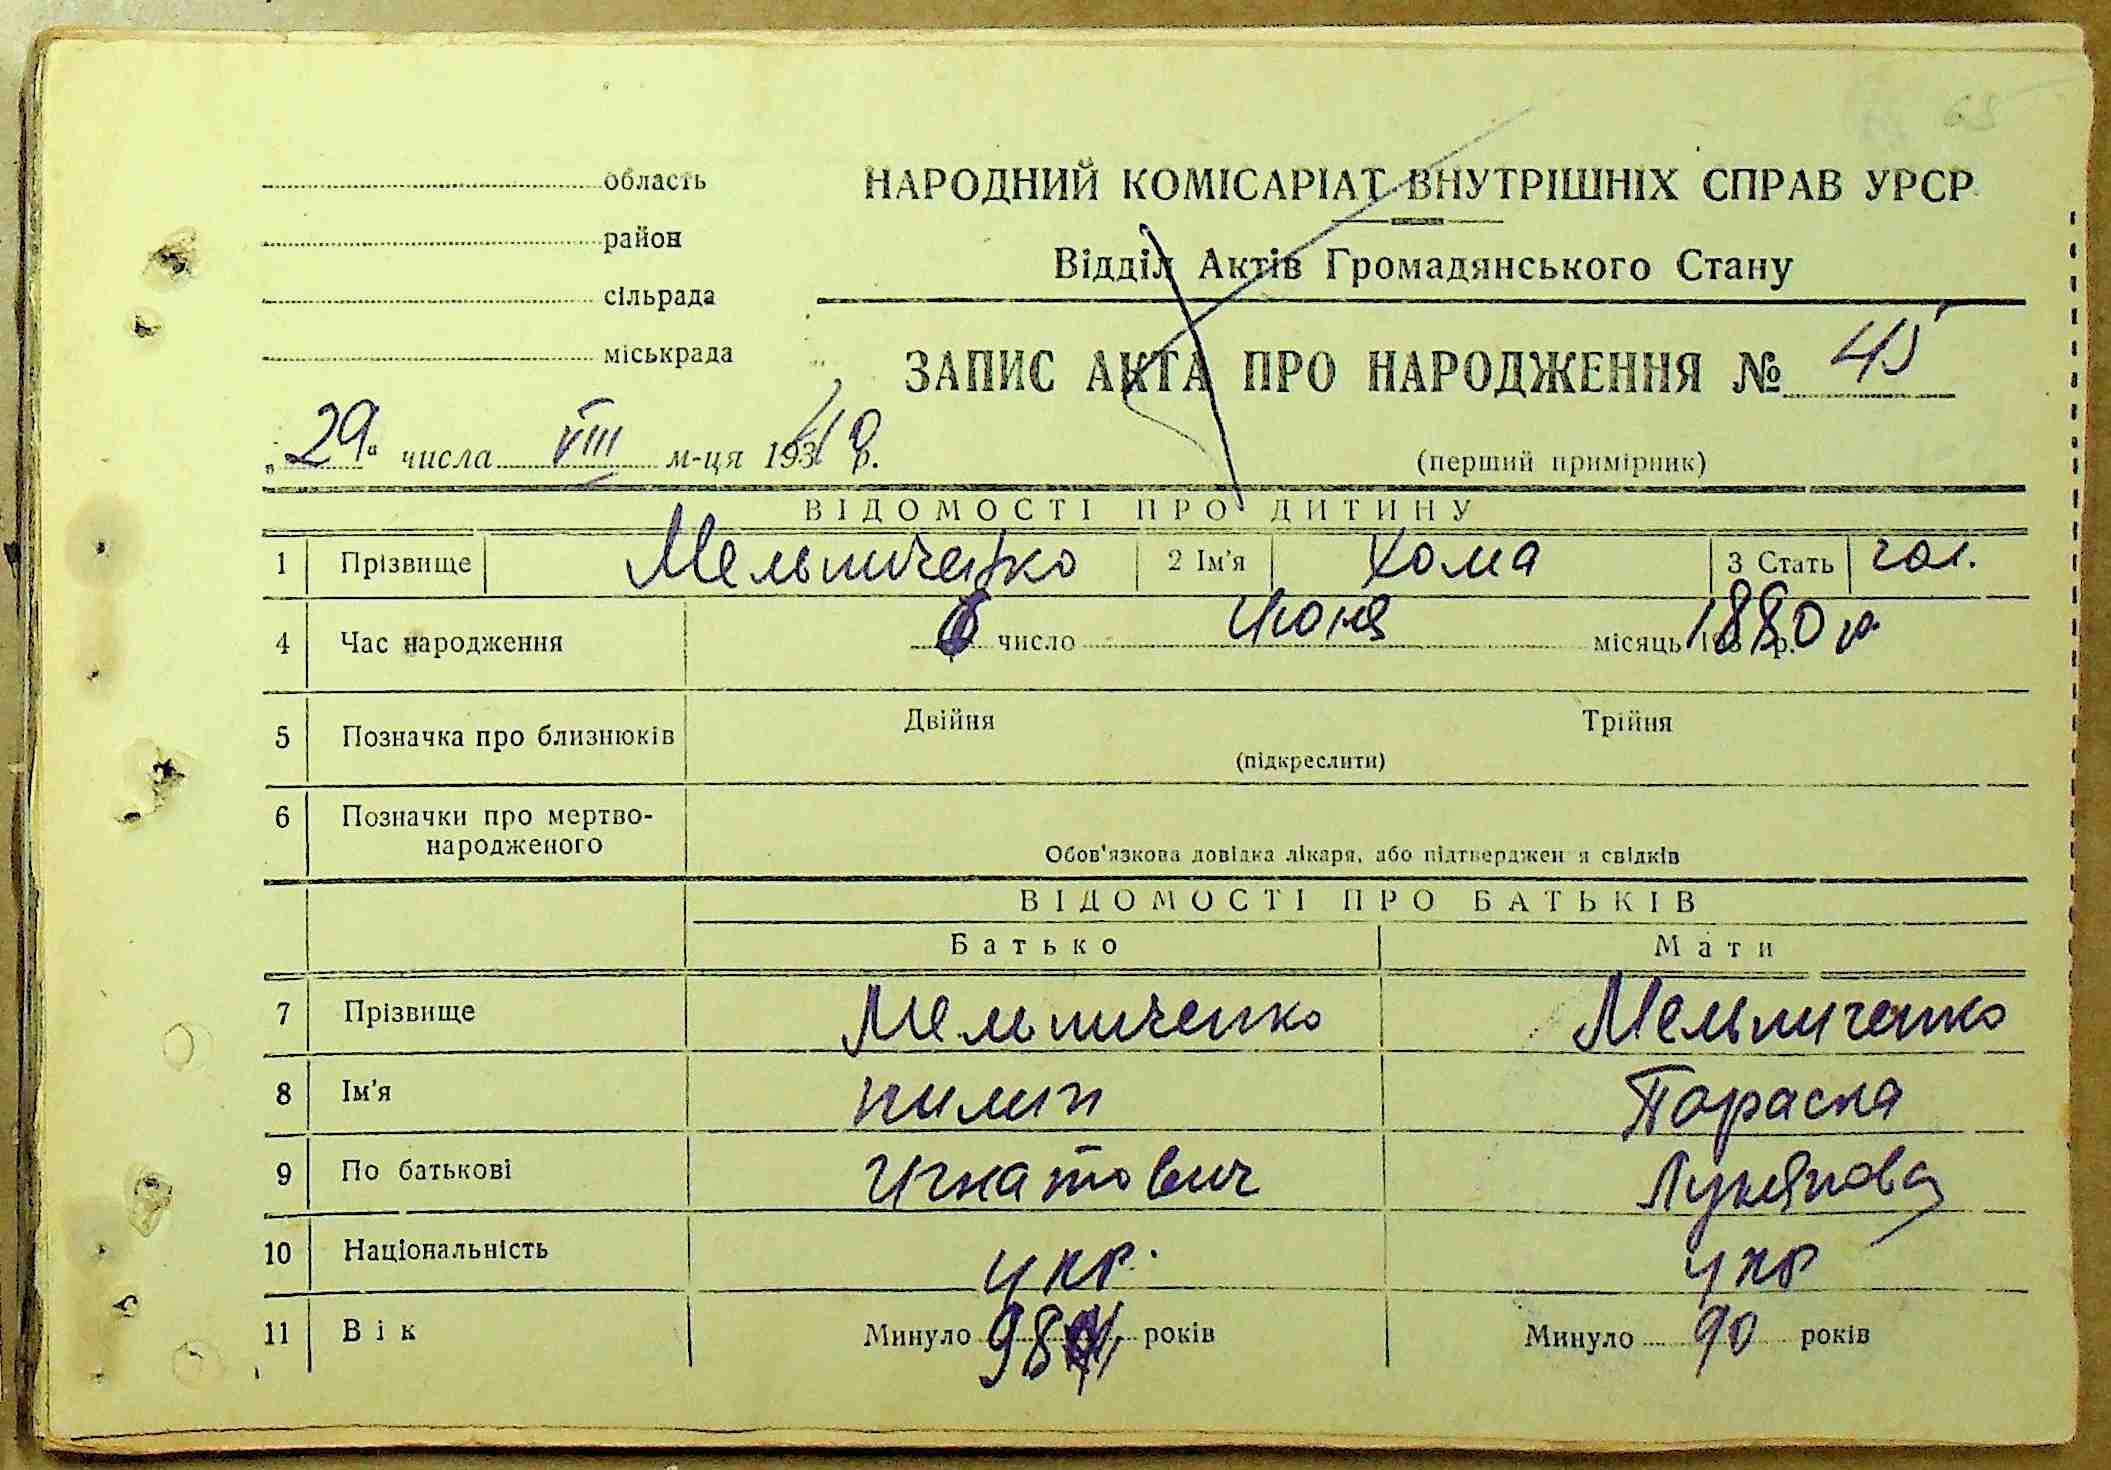 область
НАРОДНИЙ КОМІСАРІАТ ВНУТРІШНІХ СПРАВ УРСР
район
Відділ Актів Громадянського Стану
сільрада
міськрада
ЗАПИС АКТА ПРО НАРОДЖЕННЯ № 45
„29“ числа VIII м-ця 1940 р.
(перший примірник)
ВІДОМОСТІ ПРО ДИТИНУ
1 Прізвище Мельниченко 2 Ім'я Хома 3 Стать чол.
4 Час народження число Июня місяць 1880 р.
5 Позначка про близнюків Двійня Трійня
(підкреслити)
6 Позначки про мертво-
народженого
Обов'язкова довідка лікаря, або підтверджен я свідків
ВІДОМОСТІ ПРО БАТЬКІВ
Батько Мати
7 Прізвище Мельниченко Мельниченко
8 Ім'я пилип Параска
9 По батькові Игнатович Лукянова
10 Національність укр. укр
11 Вік Минуло 98 років Минуло 90 років